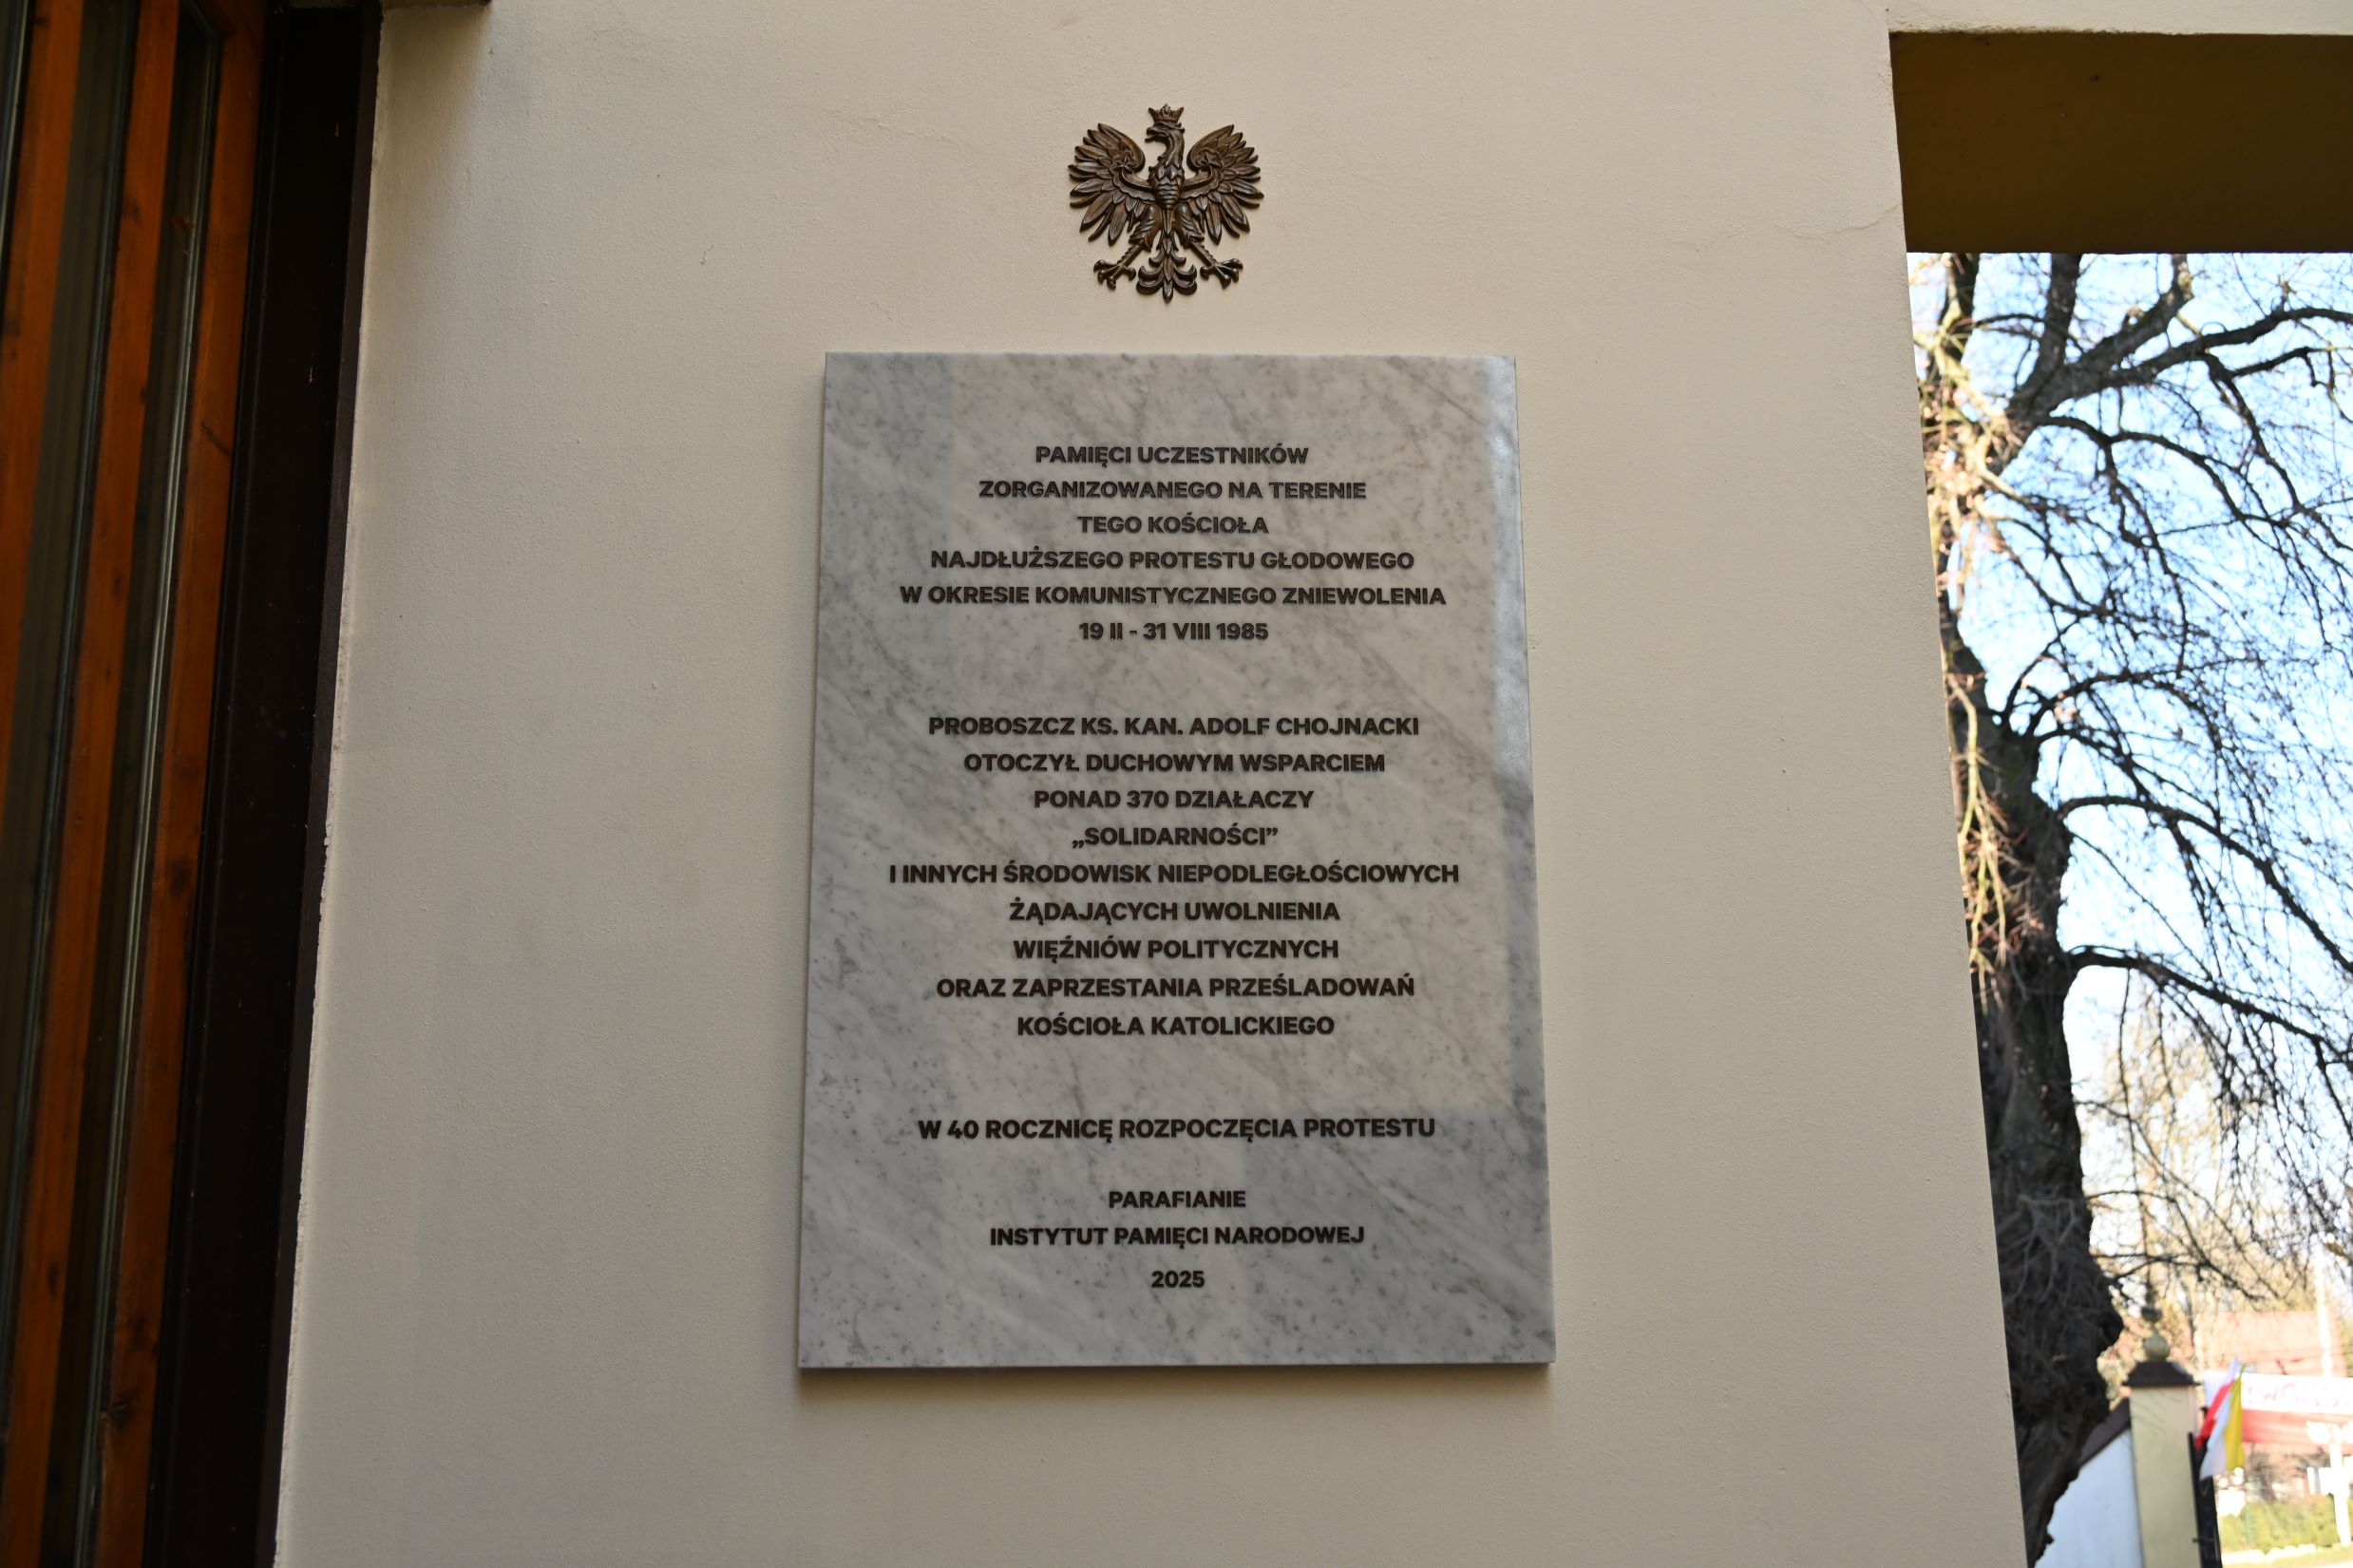 PAMIĘCI UCZESTNIKÓW
ZORGANIZOWANEGO NA TERENIE
TEGO KOŚCIOŁA
NAJDŁUŻSZEGO PROTESTU GŁODOWEGO
W OKRESIE KOMUNISTYCZNEGO ZNIEWOLENIA
19 II - 31 VIII 1985
PROBOSZCZ KS. KAN. ADOLF CHOJNACKI
OTOCZYŁ DUCHOWYM WSPARCIEM
PONAD 370 DZIAŁACZY
„SOLIDARNOŚCI”
I INNYCH ŚRODOWISK NIEPODLEGŁOŚCIOWYCH
ŻĄDAJĄCYCH UWOLNIENIA
WIĘŹNIÓW POLITYCZNYCH
ORAZ ZAPRZESTANIA PRZEŚLADOWAŃ
KOŚCIOŁA KATOLICKIEGO
W 40 ROCZNICĘ ROZPOCZĘCIA PROTESTU
PARAFIANIE
INSTYTUT PAMIĘCI NARODOWEJ
2025